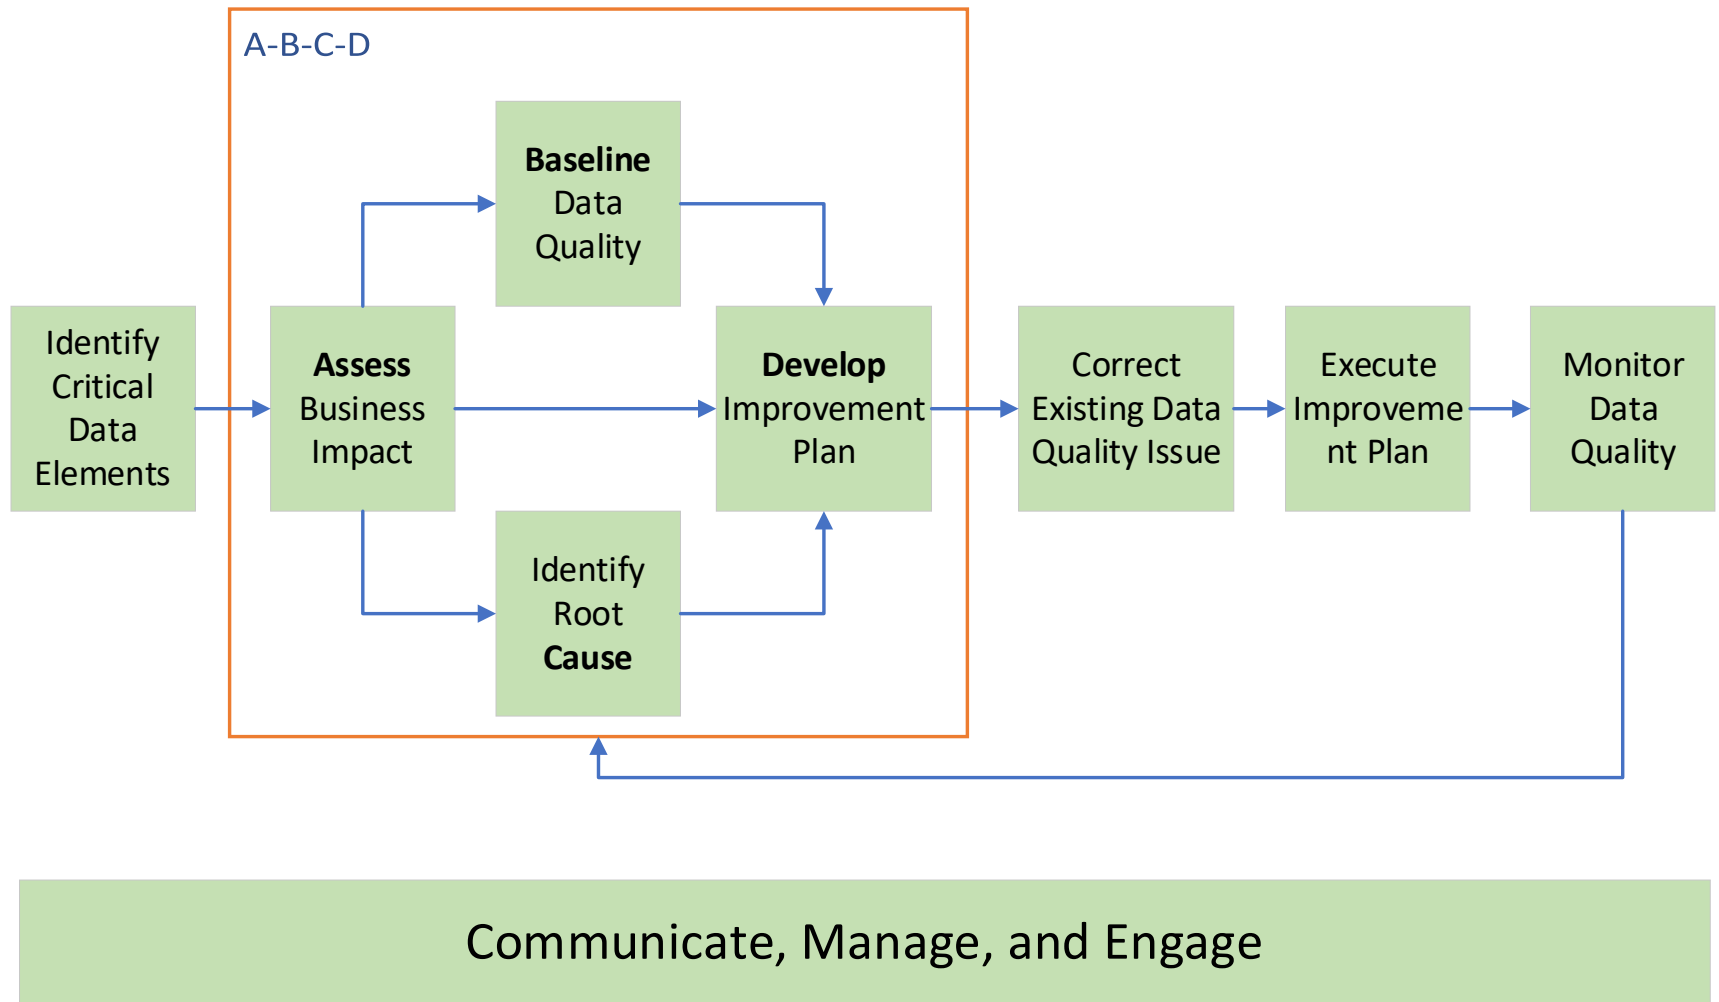 A-B-C-D
Baseline
Data
Quality
Identify
Critical
Data
Elements
Assess
Business
Impact
Develop
Improvement
Plan
Correct
Existing Data
Quality Issue
Execute
Improveme
nt Plan
Monitor
Data
Quality
Identify
Root
Cause
Communicate, Manage, and Engage